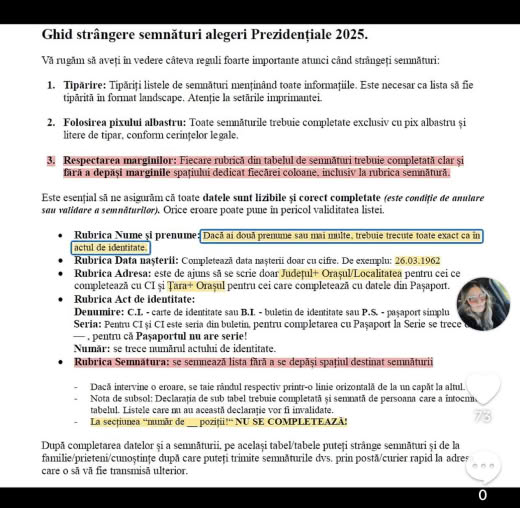 Ghid strângere semnături alegeri Prezidențiale 2025.
Vă rugăm să aveți in vedere câteva reguli foarte importante atunci când strângeți semnături:
1. Tipărire: Tipăriți listele de semnături menținând toate informațiile. Este necesar ca lista să fie
tipărită în format landscape. Atenție la setările imprimantei.
2. Folosirea pixului albastru: Toate semnăturile trebuie completate exclusiv cu pix albastru și
litere de tipar, conform cerințelor legale.
3. Respectarea marginilor: Fiecare rubrică din tabelul de semnături trebuie completată clar și
fără a depăși marginile spațiului dedicat fiecărei coloane, inclusiv la rubrica semnătură.
Este esențial să ne asigurăm că toate datele sunt lizibile și corect completate (este condiție de anulare
sau validare a semnăturilor). Orice eroare poate pune în pericol validitatea listei.
• Rubrica Nume și prenume: Dacă ai două prenume sau mai multe, trebuie trecute toate exact ca în
actul de identitate.
• Rubrica Data nașterii: Completează data nașterii doar cu cifre. De exemplu: 26.03.1962
• Rubrica Adresa: este de ajuns să se scrie doar Județul+ Orașul/Localitatea pentru cei ce
completează cu CI și Țara+ Orașul pentru cei care completează cu datele din Pașaport.
• Rubrica Act de identitate:
Denumire: C.I. - carte de identitate sau B.I. - buletin de identitate sau P.S. - pașaport simplu
Seria: Pentru CI și CI este seria din buletin, pentru completarea cu Pașaport la Serie se trece
—, pentru că Pașaportul nu are serie!
Număr: se trece numărul actului de identitate.
• Rubrica Semnătura: se semnează lista fără a se depăși spațiul destinat semnăturii
- Dacă intervine o eroare, se taie rândul respectiv printr-o linie orizontală de la un capăt la altul.
- Nota de subsol: Declarația de sub tabel trebuie completată și semnată de persoana care a întocmit
tabelul. Listele care nu au această declarație vor fi invalidate.
- La secțiunea "număr de __ poziții" NU SE COMPLETEAZĂ!
După completarea datelor și a semnăturii, pe același tabel/tabele puteți strânge semnături și de la
familie/prieteni/cunoștințe după care puteți trimite semnăturile dvs. prin poștă/curier rapid la
care o să vă fie transmisă ulterior.
73
0